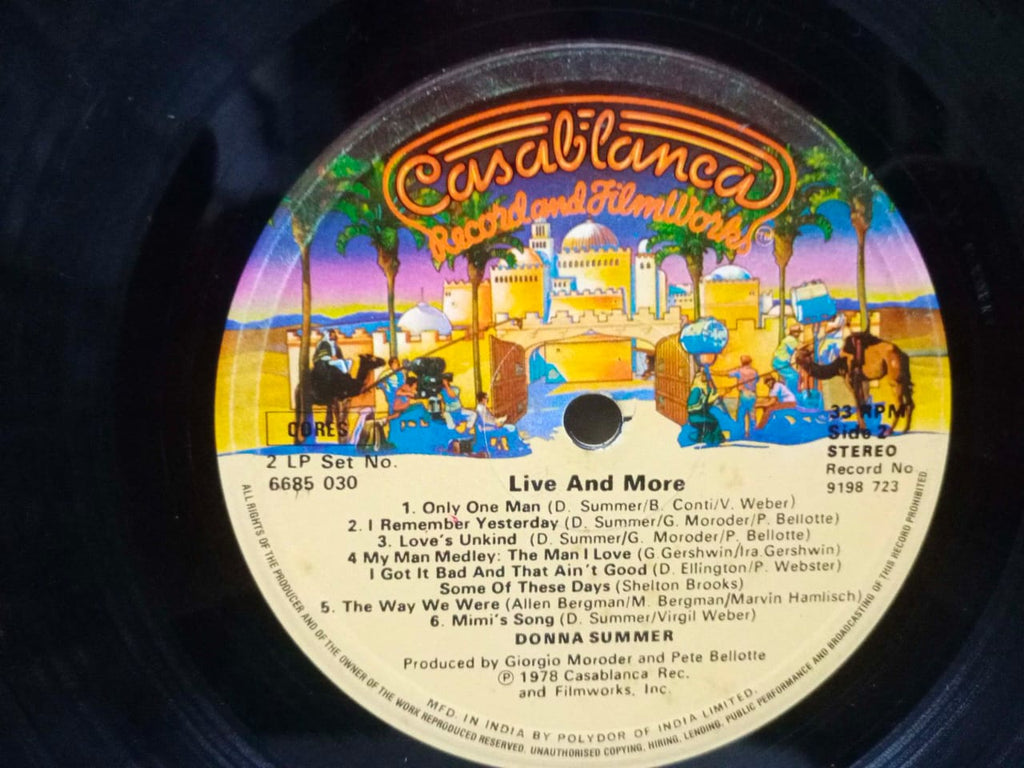 Casablanca
Record and FilmWorks TM
CORES
33 RPM
Side 2
STEREO
2 LP Set No.
6685 030
Record No
9198 723
Live And More
1. Only One Man (D. Summer/B. Conti/V. Weber)
2. I Remember Yesterday (D. Summer/G. Moroder/P. Bellotte)
3. Love's Unkind (D. Summer/G. Moroder/P. Bellotte)
4 My Man Medley: The Man I Love (G.Gershwin/Ira.Gershwin)
I Got It Bad And That Ain't Good (D. Ellington/P. Webster)
Some Of These Days (Shelton Brooks)
5. The Way We Were (Allen Bergman/M. Bergman/Marvin Hamlisch)
6. Mimi's Song (D. Summer/Virgil Weber)
DONNA SUMMER
Produced by Giorgio Moroder and Pete Bellotte
℗ 1978 Casablanca Rec.
and Filmworks, Inc.
MFD. IN INDIA BY POLYDOR OF INDIA LIMITED.
ALL RIGHTS OF THE PRODUCER AND OF THE OWNER OF THE WORK REPRODUCED RESERVED. UNAUTHORISED COPYING, HIRING, LENDING, PUBLIC PERFORMANCE AND BROADCASTING OF THIS RECORD PROHIBITED.